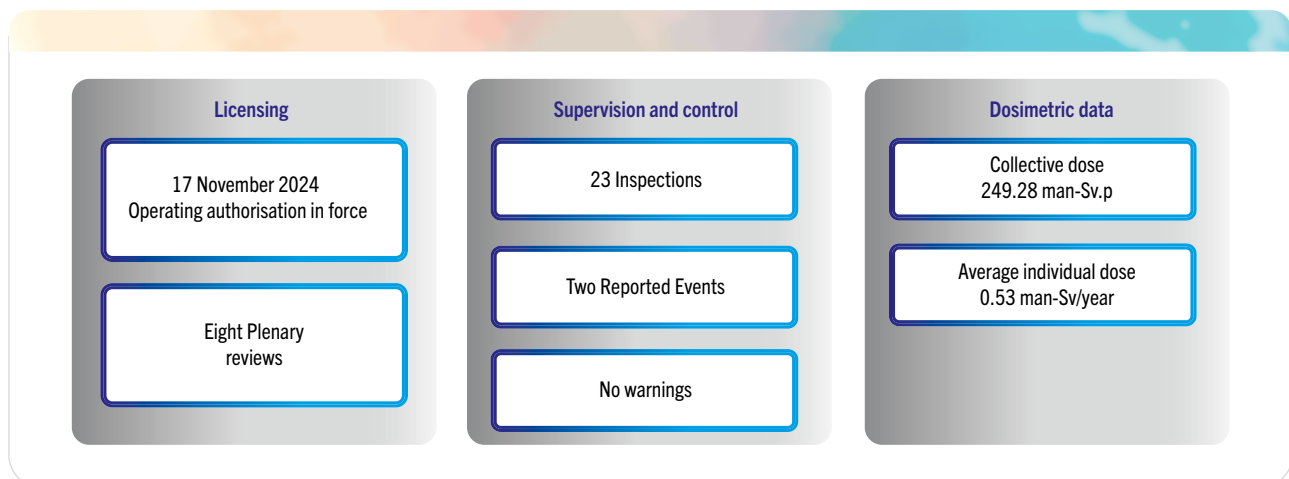 Licensing
17 November 2024
Operating authorisation in force
Eight Plenary
reviews
Supervision and control
23 Inspections
Two Reported Events
No warnings
Dosimetric data
Collective dose
249.28 man-Sv.p
Average individual dose
0.53 man-Sv/year